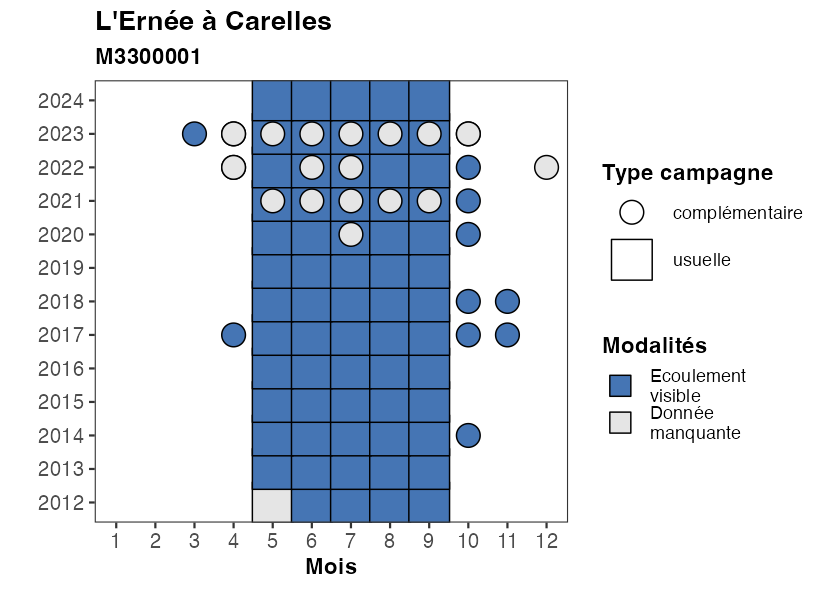 L'Ernée à Carelles
M3300001
2024
2023
2022
2021
2020
2019
2018
2017
2016
2015
2014
2013
2012
1 2 3 4 5 6 7 8 9 10 11 12
Mois
Type campagne
complémentaire
usuelle
Modalités
Ecoulement
visible
Donnée
manquante